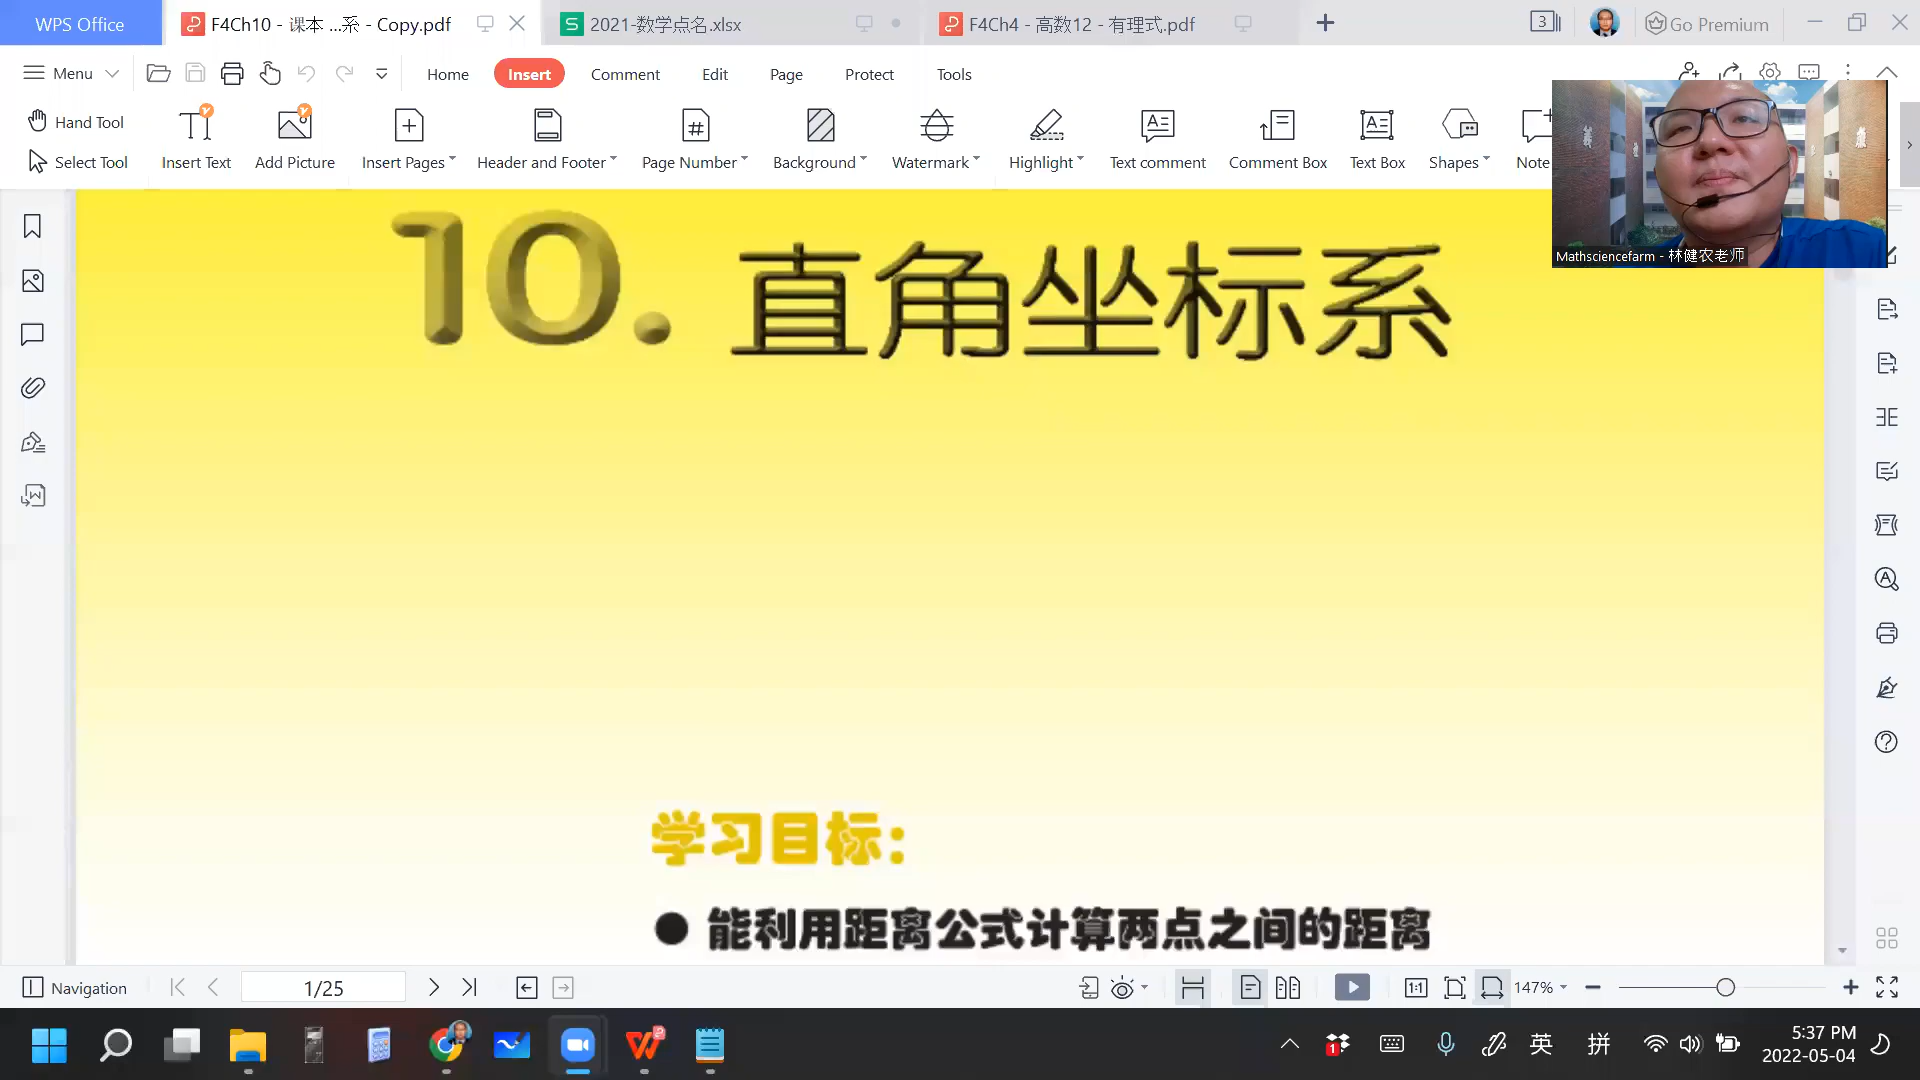 WPS Office
F4Ch10 - 课本 ...系 - Copy.pdf
2021-数学点名.xlsx
F4Ch4 - 高数12 - 有理式.pdf
3
Go Premium
Menu
Home
Insert
Comment
Edit
Page
Protect
Tools
Hand Tool
Select Tool
Insert Text
Add Picture
Insert Pages
Header and Footer
Page Number
Background
Watermark
Highlight
Text comment
Comment Box
Text Box
Shapes
Note
Mathsciencefarm - 林健农老师
10. 直角坐标系
学习目标：
● 能利用距离公式计算两点之间的距离
Navigation
1/25
147%
英
拼
5:37 PM
2022-05-04